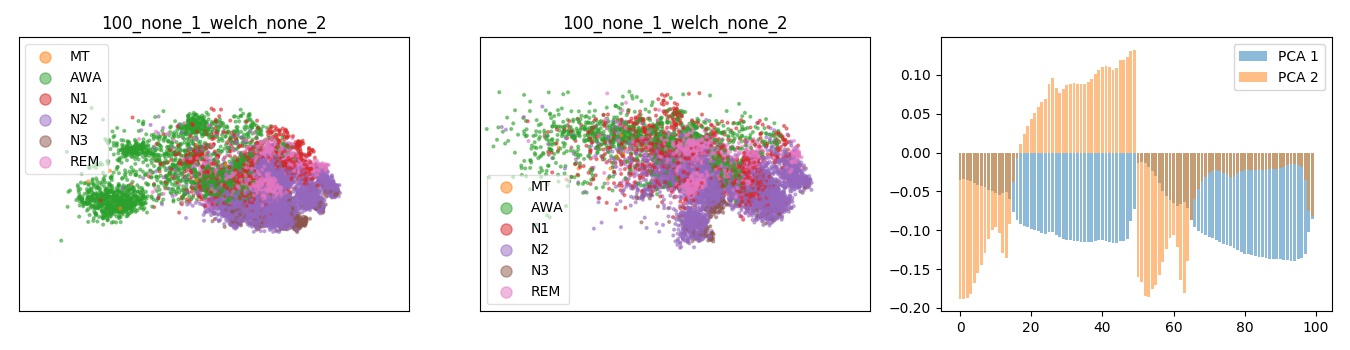 100_none_1_welch_none_2
MT
AWA
N1
N2
N3
REM
100_none_1_welch_none_2
MT
AWA
N1
N2
N3
REM
PCA 1
PCA 2
0.10
0.05
0.00
−0.05
−0.10
−0.15
−0.20
0 20 40 60 80 100